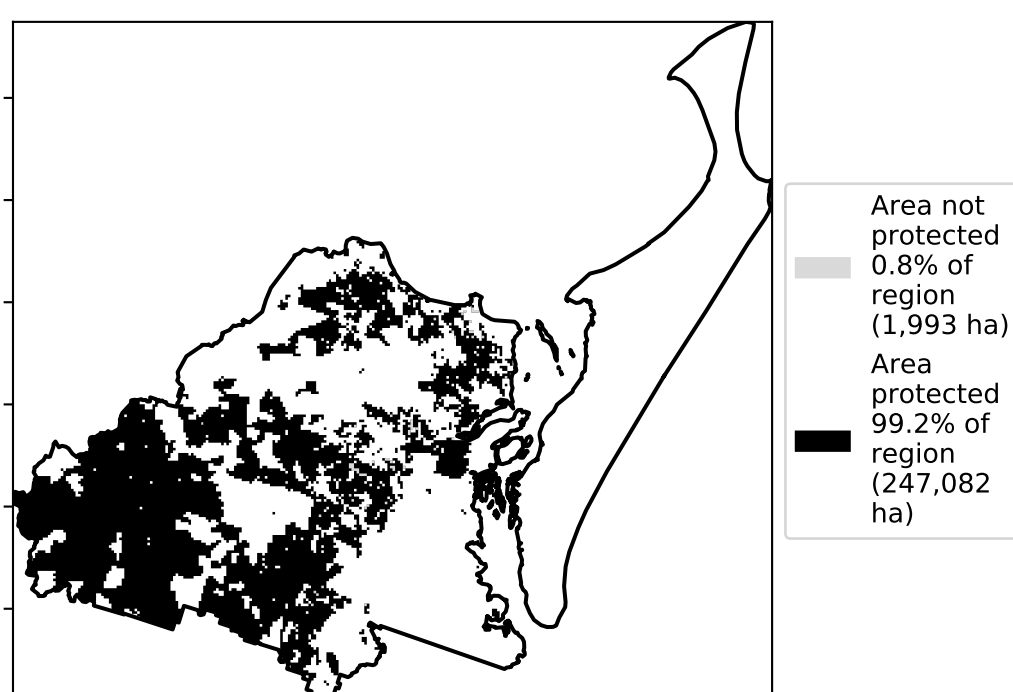 Area not
protected
0.8% of
region
(1,993 ha)
Area
protected
99.2% of
region
(247,082
ha)